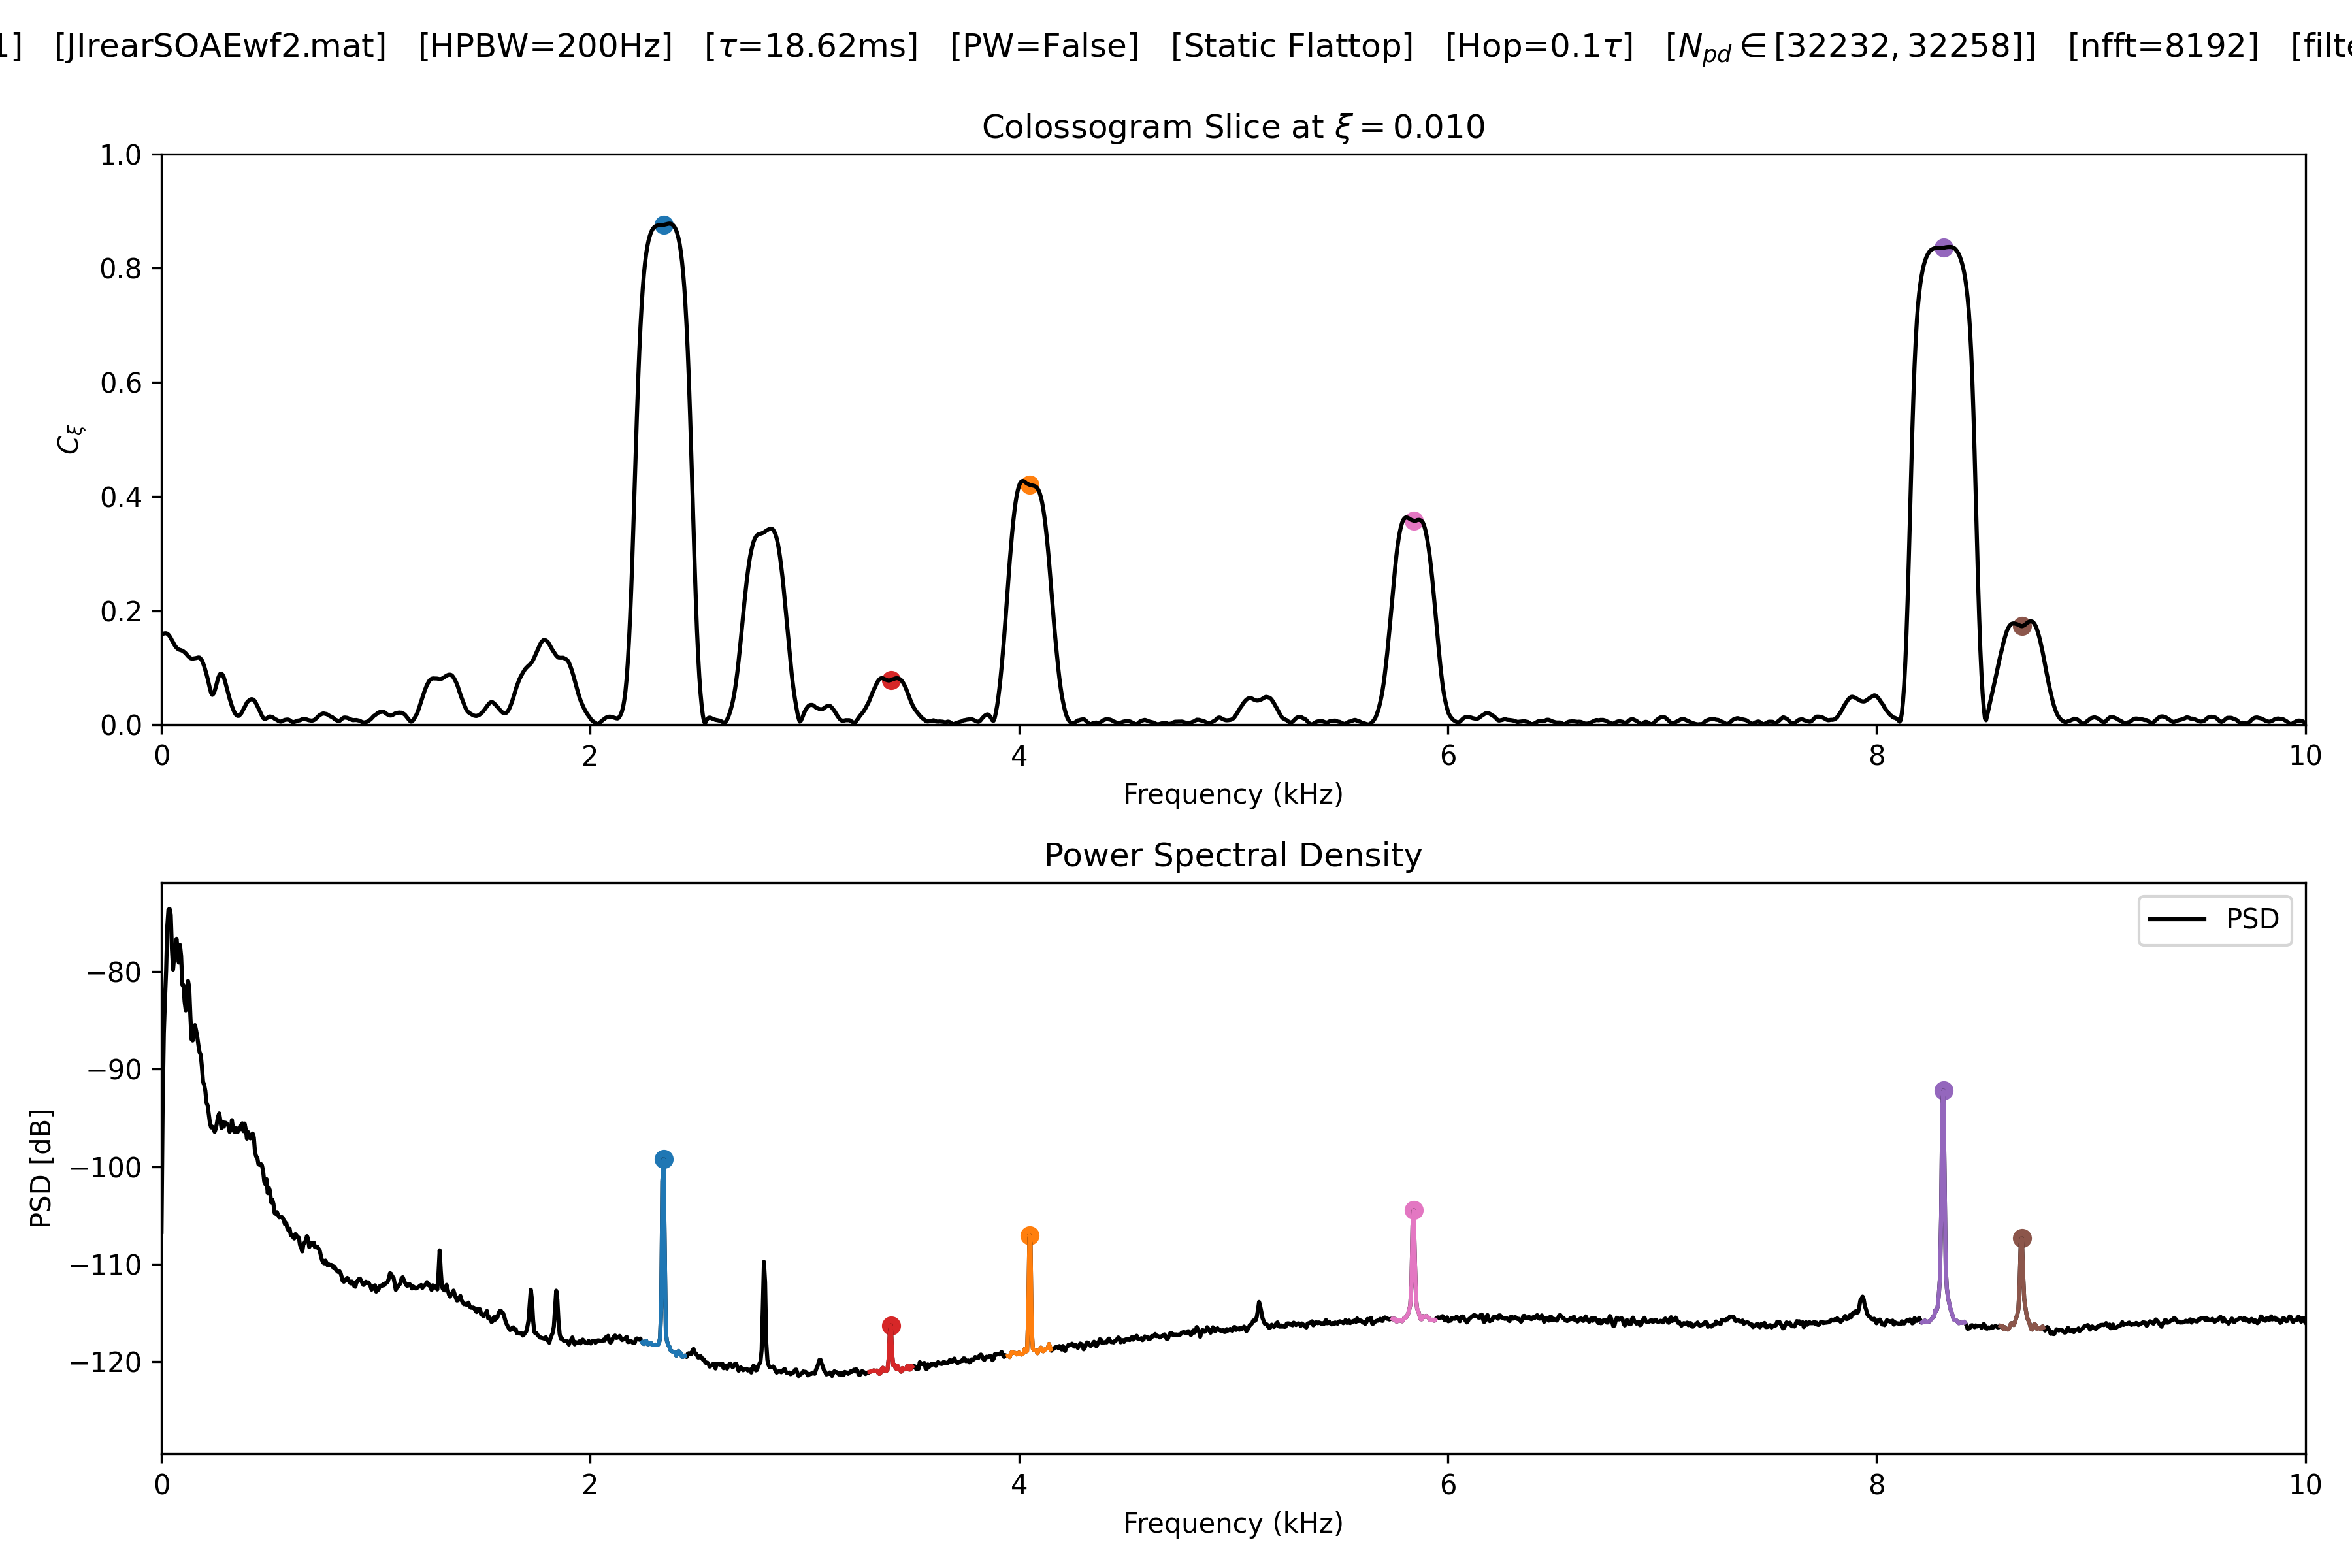 1]   [JIrearSOAEwf2.mat]   [HPBW=200Hz]   [τ=18.62ms]   [PW=False]   [Static Flattop]   [Hop=0.1τ]   [N_pd ∈ [32232, 32258]]   [nfft=8192]   [filte
Colossogram Slice at ξ = 0.010
1.0
0.8
0.6
0.4
0.2
0.0
C_ξ
0 2 4 6 8 10
Frequency (kHz)
Power Spectral Density
PSD
−80
−90
−100
−110
−120
PSD [dB]
0 2 4 6 8 10
Frequency (kHz)